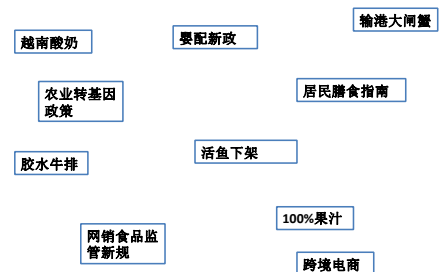 输港大闸蟹
越南酸奶
婴配新政
农业转基因
政策
居民膳食指南
胶水牛排
活鱼下架
100%果汁
网销食品监
管新规
跨境电商